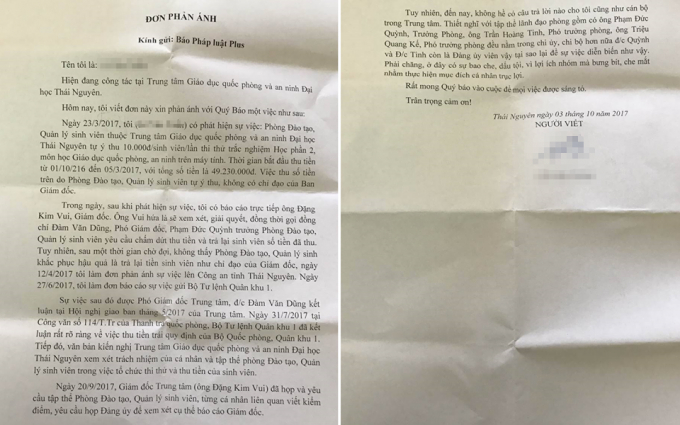 ĐƠN PHẢN ÁNH
Kính gửi: Báo Pháp luật Plus
Tên tôi là:
Hiện đang công tác tại Trung tâm Giáo dục quốc phòng và an ninh Đại
học Thái Nguyên.
Hôm nay, tôi viết đơn này xin phản ánh với Quý Báo một việc như sau:
Ngày 23/3/2017, tôi ( ) có phát hiện sự việc: Phòng Đào tạo,
Quản lý sinh viên thuộc Trung tâm Giáo dục quốc phòng và an ninh Đại học
Thái Nguyên tự ý thu 10.000đ/sinh viên/lần thi thử trắc nghiệm Học phần 2,
môn học Giáo dục quốc phòng, an ninh trên máy tính. Thời gian bắt đầu thu tiền
từ 01/10/216 đến 05/3/2017, với tổng số tiền là 49.230.000đ. Việc thu số tiền
trên do Phòng Đào tạo, Quản lý sinh viên tự ý thu, không có chỉ đạo của Ban
Giám đốc.
Trong ngày, sau khi phát hiện sự việc, tôi có báo cáo trực tiếp ông Đặng
Kim Vui, Giám đốc. Ông Vui hứa là sẽ xem xét, giải quyết, đồng thời gọi đồng
chí Đàm Văn Dũng, Phó Giám đốc, Phạm Đức Quỳnh trưởng Phòng Đào tạo,
Quản lý sinh viên yêu cầu chấm dứt thu tiền và trả lại sinh viên số tiền đã thu.
Tuy nhiên, sau một thời gian chờ đợi, không thấy Phòng Đào tạo, Quản lý sinh
khắc phục hậu quả là trả lại tiền sinh viên như chỉ đạo của Giám đốc, ngày
12/4/2017 tôi làm đơn phản ánh sự việc lên Công an tỉnh Thái Nguyên. Ngày
27/6/2017, tôi làm đơn báo cáo sự việc gửi Bộ Tư lệnh Quân khu 1.
Sự việc sau đó được Phó Giám đốc Trung tâm, đ/c Đàm Văn Dũng kết
luận tại Hội nghị giao ban tháng 5/2017 của Trung tâm. Ngày 31/7/2017 tại
Công văn số 114/T.Tr của Thanh tra quốc phòng, Bộ Tư lệnh Quân khu 1 đã kết
luận rất rõ ràng về việc thu tiền trái quy định của Bộ Quốc phòng, Quân khu 1.
Tiếp đó, văn bản kiến nghị Trung tâm Giáo dục quốc phòng và an ninh Đại học
Thái Nguyên xem xét trách nhiệm của cá nhân và tập thể phòng Đào tạo, Quản
lý sinh viên trong việc tổ chức thi thử và thu tiền của sinh viên.
Ngày 20/9/2017, Giám đốc Trung tâm (ông Đặng Kim Vui) đã họp và yêu
cầu tập thể Phòng Đào tạo, Quản lý sinh viên, từng cá nhân liên quan viết kiểm
điểm, yêu cầu họp Đảng ủy để xem xét cụ thể báo cáo Giám đốc.
Tuy nhiên, đến nay, không hề có câu trả lời nào cho tôi cũng như cán bộ
trong Trung tâm. Thiết nghĩ với tập thể lãnh đạo phòng gồm có ông Phạm Đức
Quỳnh, Trưởng Phòng, ông Trần Hoàng Tinh, Phó trưởng phòng, ông Triệu
Quang Kế, Phó trưởng phòng đều nằm trong chi ủy, chi bộ hơn nữa đ/c Quỳnh
và Đ/c Tinh còn là Đảng ủy viên vậy tại sao lại để sự việc diễn biến như vậy.
Phải chăng, ở đây có sự bao che, dấu tội, vì lợi ích nhóm mà bưng bít, che mắt
nhằm thực hiện mục đích cá nhân trục lợi.
Rất mong Quý báo vào cuộc để mọi việc được sáng tỏ.
Trân trọng cảm ơn!
Thái Nguyên ngày 03 tháng 10 năm 2017
NGƯỜI VIẾT